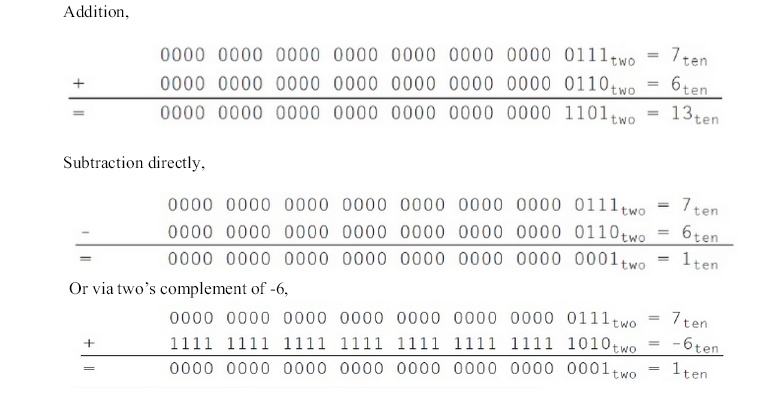 Addition,
0000 0000 0000 0000 0000 0000 0000 0111two = 7ten
+ 0000 0000 0000 0000 0000 0000 0000 0110two = 6ten
= 0000 0000 0000 0000 0000 0000 0000 1101two = 13ten
Subtraction directly,
0000 0000 0000 0000 0000 0000 0000 0111two = 7ten
- 0000 0000 0000 0000 0000 0000 0000 0110two = 6ten
= 0000 0000 0000 0000 0000 0000 0000 0001two = 1ten
Or via two's complement of -6,
0000 0000 0000 0000 0000 0000 0000 0111two = 7ten
+ 1111 1111 1111 1111 1111 1111 1111 1010two = -6ten
= 0000 0000 0000 0000 0000 0000 0000 0001two = 1ten